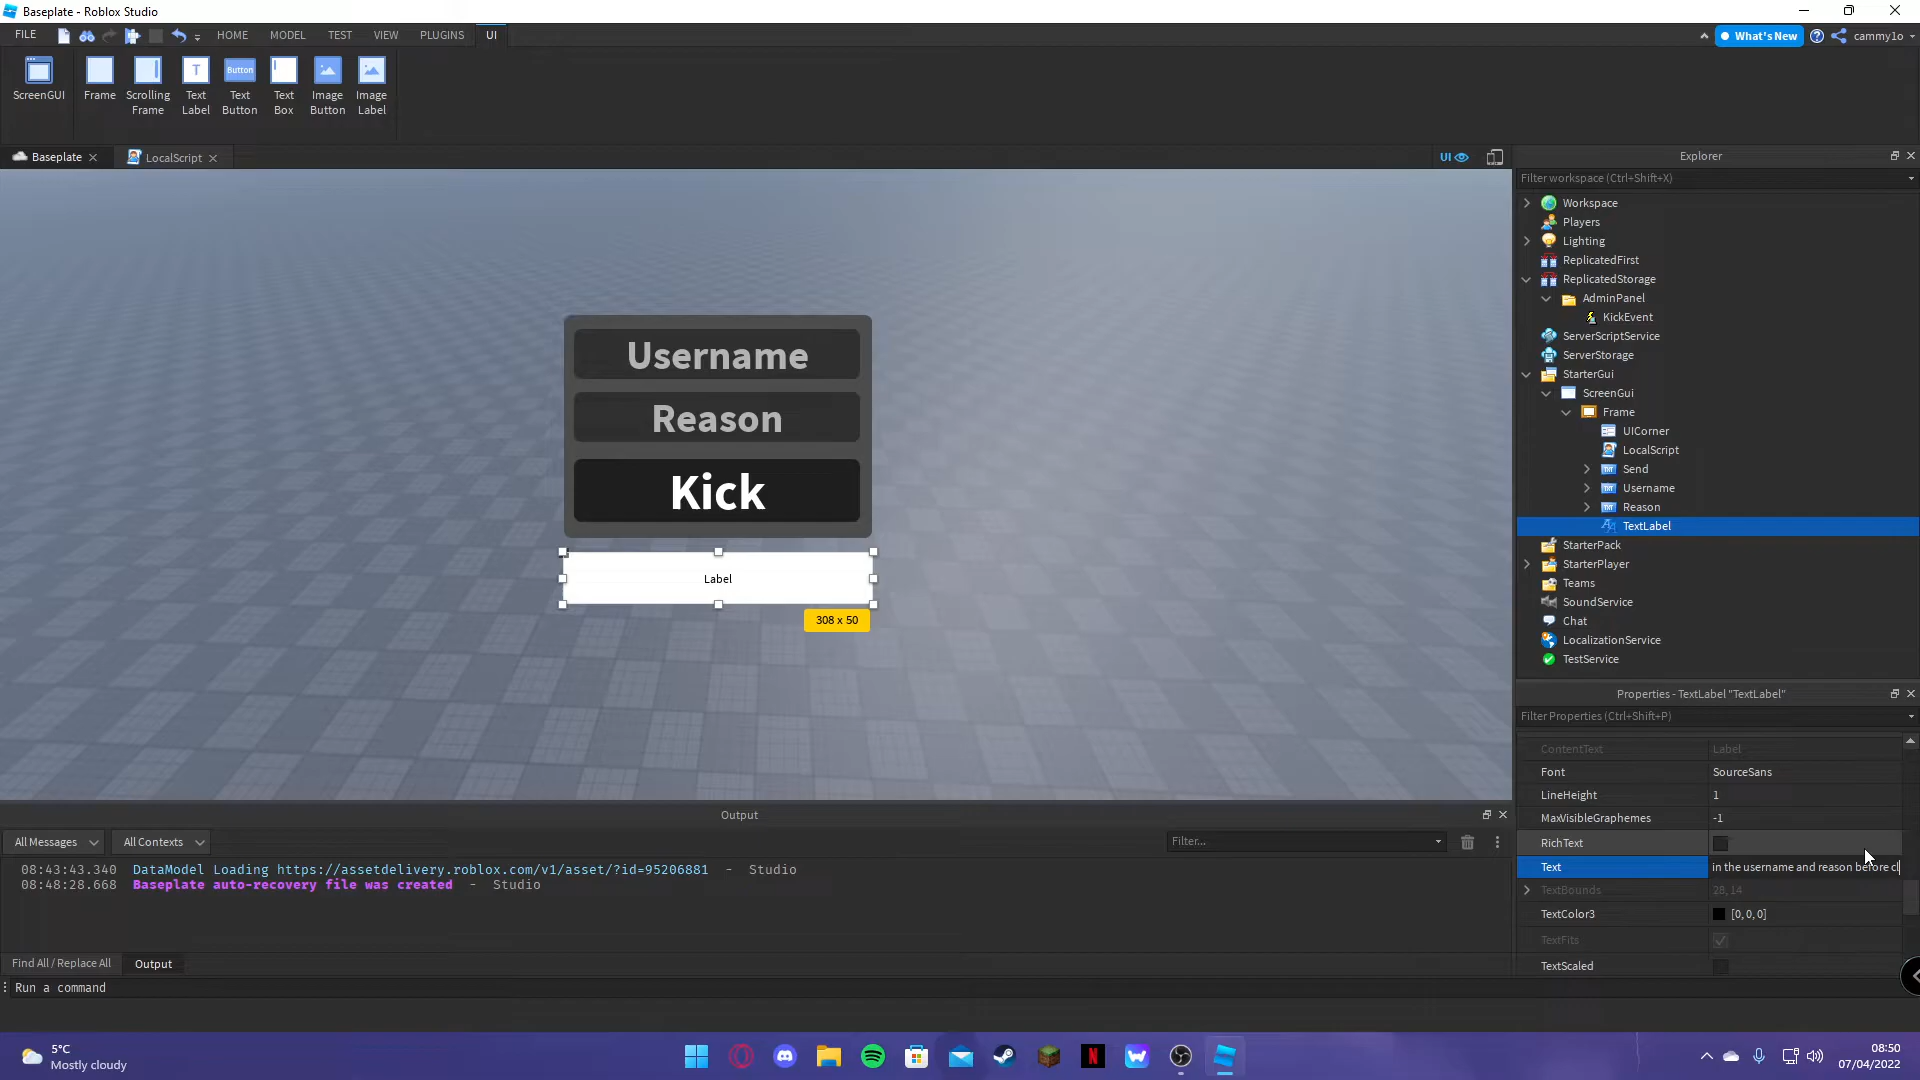 Baseplate - Roblox Studio
FILE
HOME
MODEL
TEST
VIEW
PLUGINS
UI
What's New
cammy1o
ScreenGUI
Frame
Scrolling
Frame
Text
Label
Button
Text
Button
Text
Box
Image
Button
Image
Label
Baseplate
LocalScript
UI
Explorer
Filter workspace (Ctrl+Shift+X)
Workspace
Players
Lighting
ReplicatedFirst
ReplicatedStorage
AdminPanel
KickEvent
ServerScriptService
ServerStorage
StarterGui
ScreenGui
Frame
UICorner
LocalScript
Send
Username
Reason
TextLabel
StarterPack
StarterPlayer
Teams
SoundService
Chat
LocalizationService
TestService
Username
Reason
Kick
Label
308 x 50
Properties - TextLabel "TextLabel"
Filter Properties (Ctrl+Shift+P)
ContentText Label
Font SourceSans
LineHeight 1
MaxVisibleGraphemes -1
RichText
Text in the username and reason before cl
TextBounds 28, 14
TextColor3 [0, 0, 0]
TextFits
TextScaled
Output
All Messages
All Contexts
Filter...
08:43:43.340 DataModel Loading https://assetdelivery.roblox.com/v1/asset/?id=95206881 - Studio
08:48:28.668 Baseplate auto-recovery file was created - Studio
Find All / Replace All
Output
Run a command
5°C
Mostly cloudy
08:50
07/04/2022